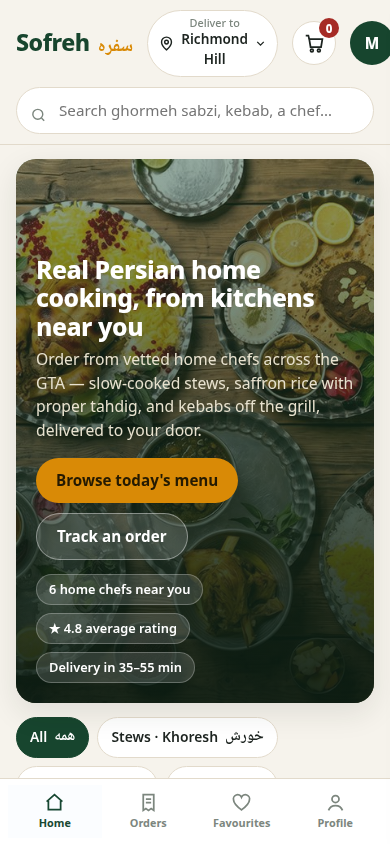 Sofreh سفره
Deliver to
Richmond
Hill
0
M
Search ghormeh sabzi, kebab, a chef...
Real Persian home
cooking, from kitchens
near you
Order from vetted home chefs across the
GTA — slow-cooked stews, saffron rice with
proper tahdig, and kebabs off the grill,
delivered to your door.
Browse today's menu
Track an order
6 home chefs near you
★ 4.8 average rating
Delivery in 35–55 min
All همه
Stews · Khoresh خورش
Home
Orders
Favourites
Profile